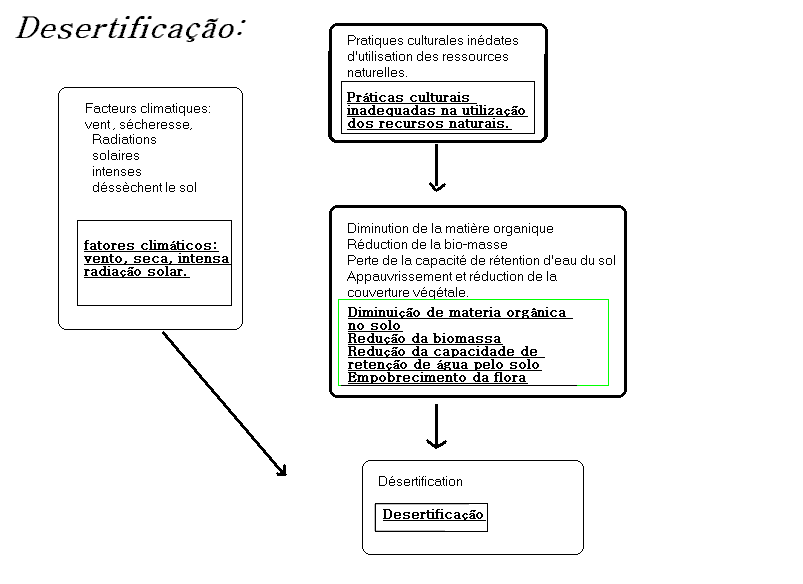 Desertificação:
Pratiques culturales inédates
d'utilisation des ressources
naturelles.
Práticas culturais
inadequadas na utilização
dos recursos naturais.
Facteurs climatiques:
vent, sécheresse,
Radiations
solaires
intenses
déssèchent le sol
fatores climáticos:
vento, seca, intensa
radiação solar.
Diminution de la matière organique
Réduction de la bio-masse
Perte de la capacité de rétention d'eau du sol
Appauvrissement et réduction de la
couverture végétale.
Diminuição de materia orgânica
no solo
Redução da biomassa
Redução da capacidade de
retenção de água pelo solo
Empobrecimento da flora
Désertification
Desertificação